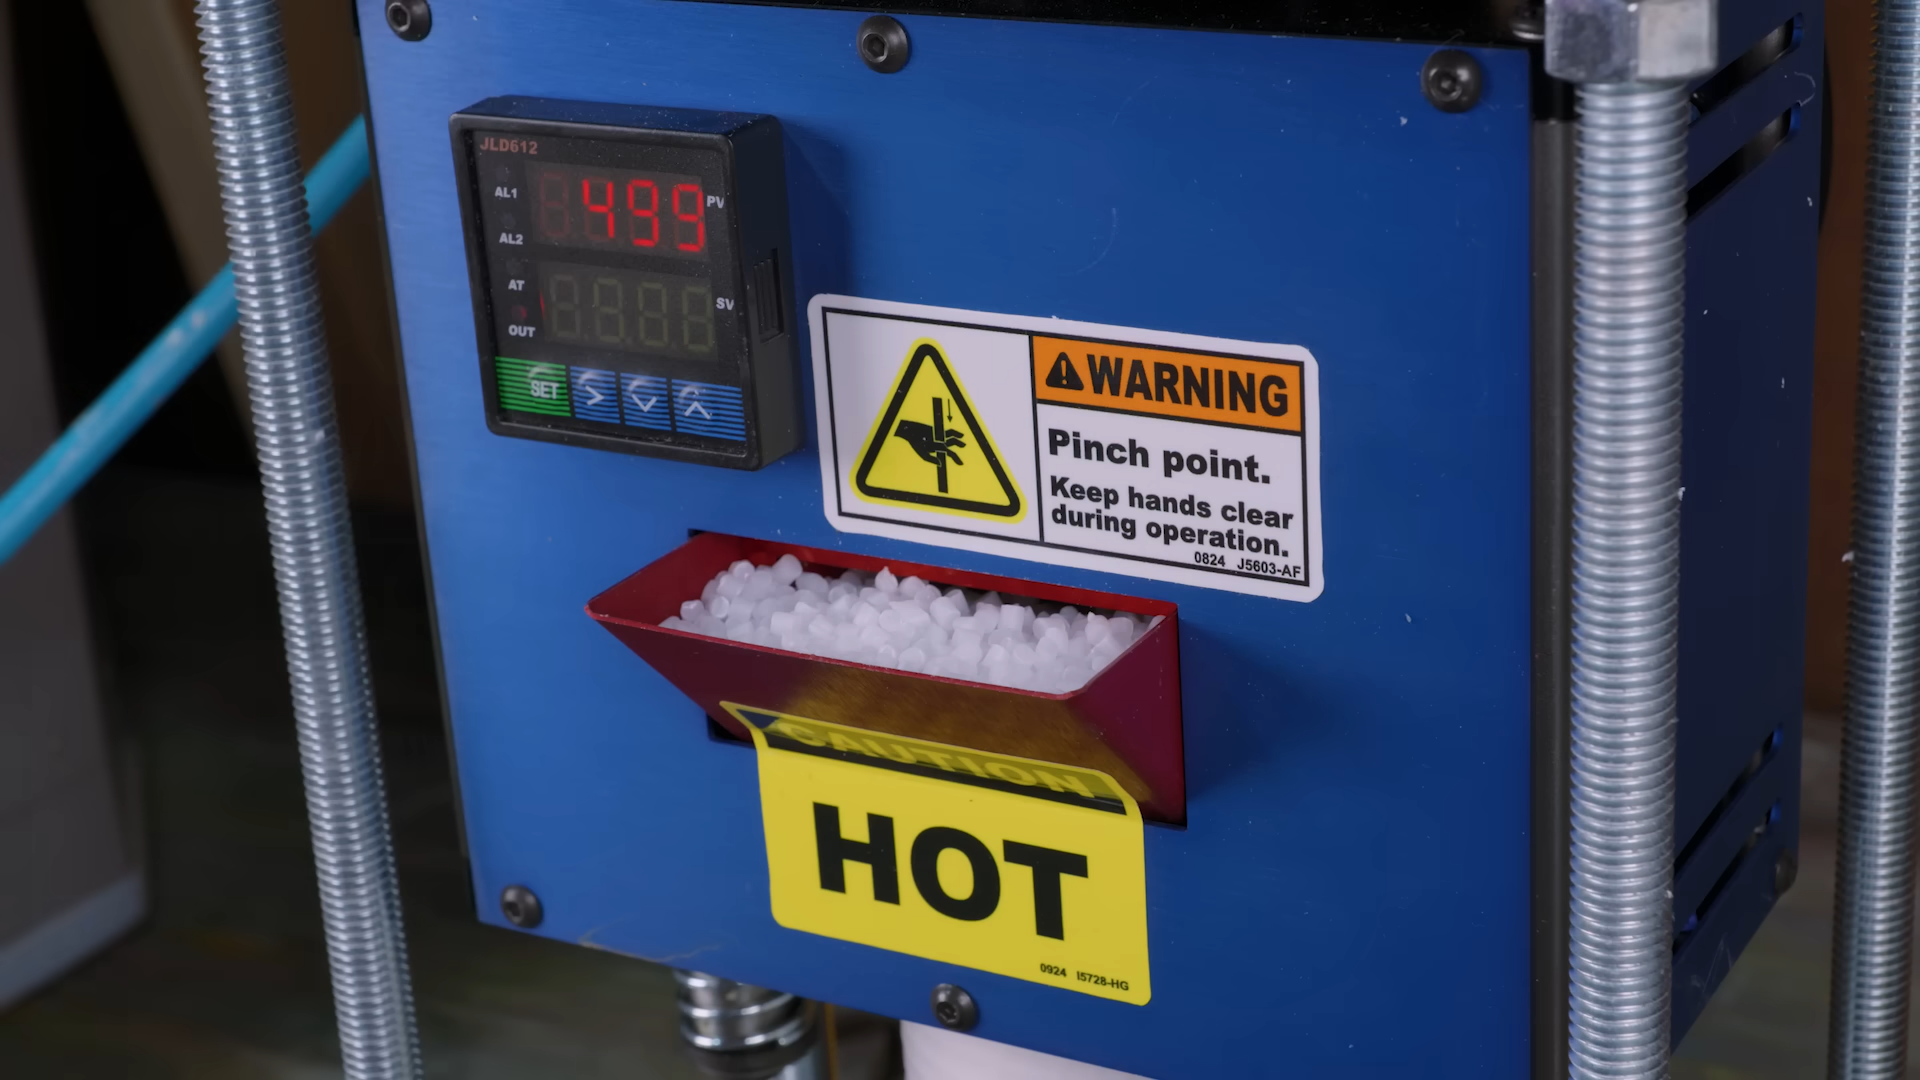 JLD612
AL1
499
PV
AL2
AT
SV
OUT
SET
WARNING
Pinch point.
Keep hands clear
during operation.
0824 J5603-AF
CAUTION
HOT
0924 I5728-HG